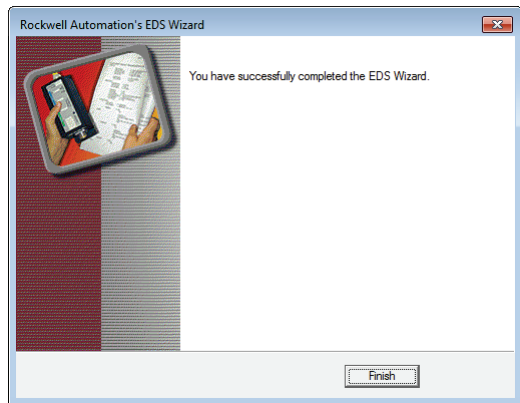 Rockwell Automation's EDS Wizard
You have successfully completed the EDS Wizard.
Finish